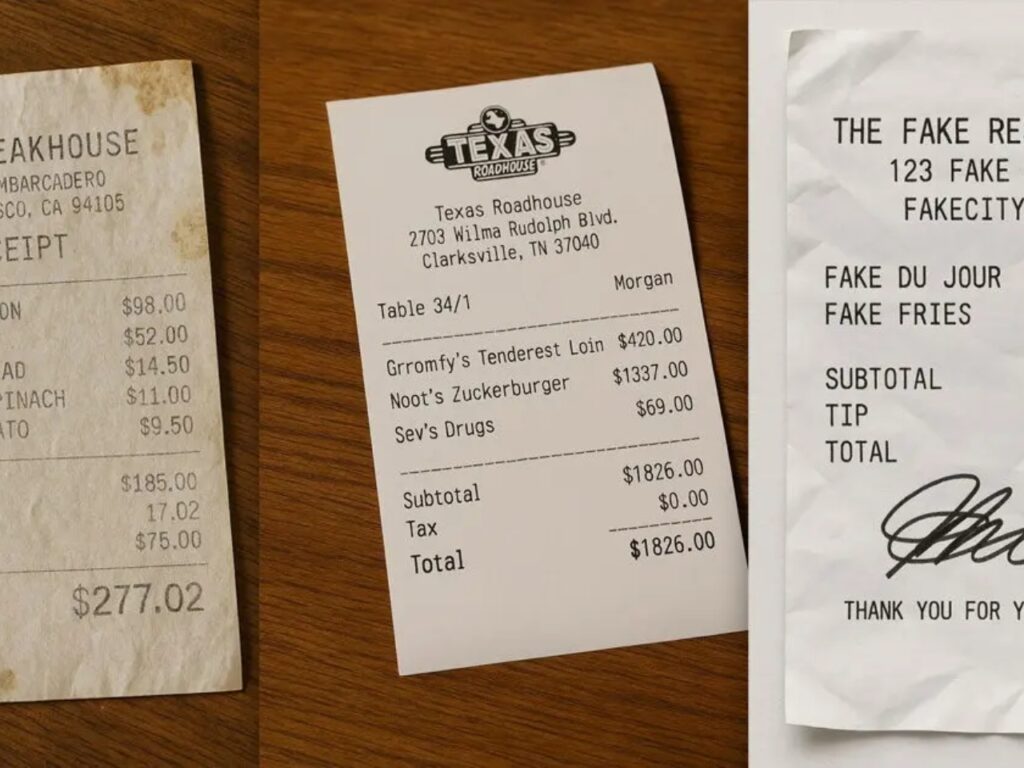 EAKHOUSE
MBARCADERO
SCO, CA 94105
CEIPT
ON $98.00
$52.00
AD $14.50
PINACH $11.00
ATO $9.50
$185.00
17.02
$75.00
$277.02
TEXAS
ROADHOUSE
Texas Roadhouse
2703 Wilma Rudolph Blvd.
Clarksville, TN 37040
Table 34/1 Morgan
Grromfy's Tenderest Loin $420.00
Noot's Zuckerburger $1337.00
Sev's Drugs $69.00
Subtotal $1826.00
Tax $0.00
Total $1826.00
THE FAKE RE
123 FAKE
FAKECITY
FAKE DU JOUR
FAKE FRIES
SUBTOTAL
TIP
TOTAL
THANK YOU FOR Y